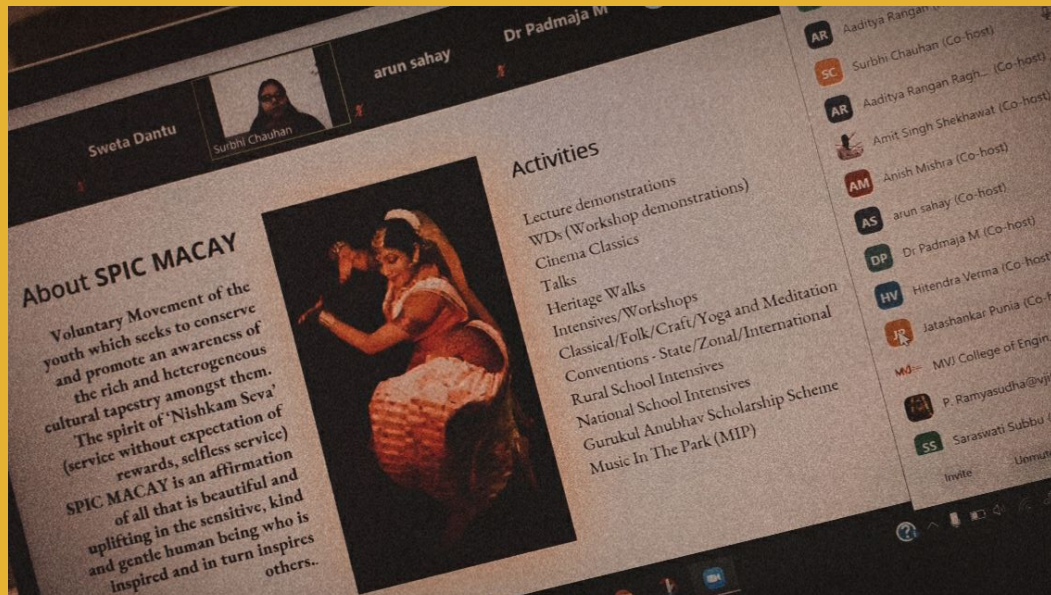 Sweta Dantu
Surbhi Chauhan
arun sahay
Dr Padmaja M
About SPIC MACAY
Voluntary Movement of the
youth which seeks to conserve
and promote an awareness of
the rich and heterogeneous
cultural tapestry amongst them.
The spirit of 'Nishkam Seva'
(service without expectation of
rewards, selfless service)
SPIC MACAY is an affirmation
of all that is beautiful and
uplifting in the sensitive, kind
and gentle human being who is
inspired and in turn inspires
others..
Activities
Lecture demonstrations
WDs (Workshop demonstrations)
Cinema Classics
Talks
Heritage Walks
Intensives/Workshops
Classical/Folk/Craft/Yoga and Meditation
Conventions - State/Zonal/International
Rural School Intensives
National School Intensives
Gurukul Anubhav Scholarship Scheme
Music In The Park (MIP)
AR Aaditya Rangan
SC Surbhi Chauhan (Co-host)
AR Aaditya Rangan Ragh... (Co-host)
Amit Singh Shekhawat (Co-host)
AM Anish Mishra (Co-host)
AS arun sahay (Co-host)
DP Dr Padmaja M (Co-host)
HV Hitendra Verma (Co-host)
Jatashankar Punia (Co-h
MVJ College of Engin
P. Ramyasudha@vji
SS Saraswati Subbu (
Invite
Unmute